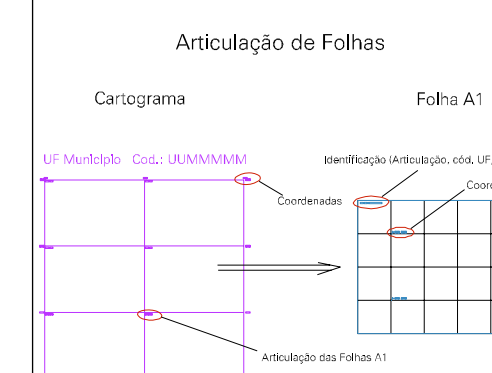 Articulação de Folhas
Cartograma
Folha A1
UF Município Cod.: UUMMMMM
Identificação (Articulação, cód. UF,
Coordenadas
Coord
Articulação das Folhas A1